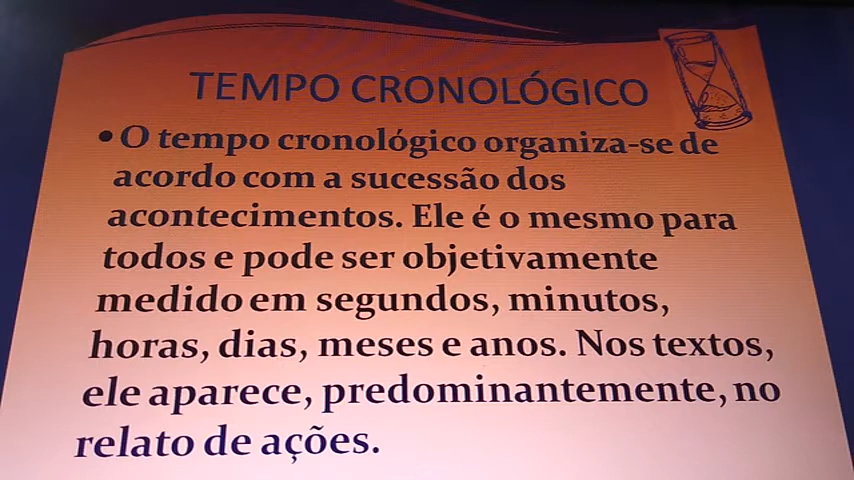 TEMPO CRONOLÓGICO
• O tempo cronológico organiza-se de
acordo com a sucessão dos
acontecimentos. Ele é o mesmo para
todos e pode ser objetivamente
medido em segundos, minutos,
horas, dias, meses e anos. Nos textos,
ele aparece, predominantemente, no
relato de ações.